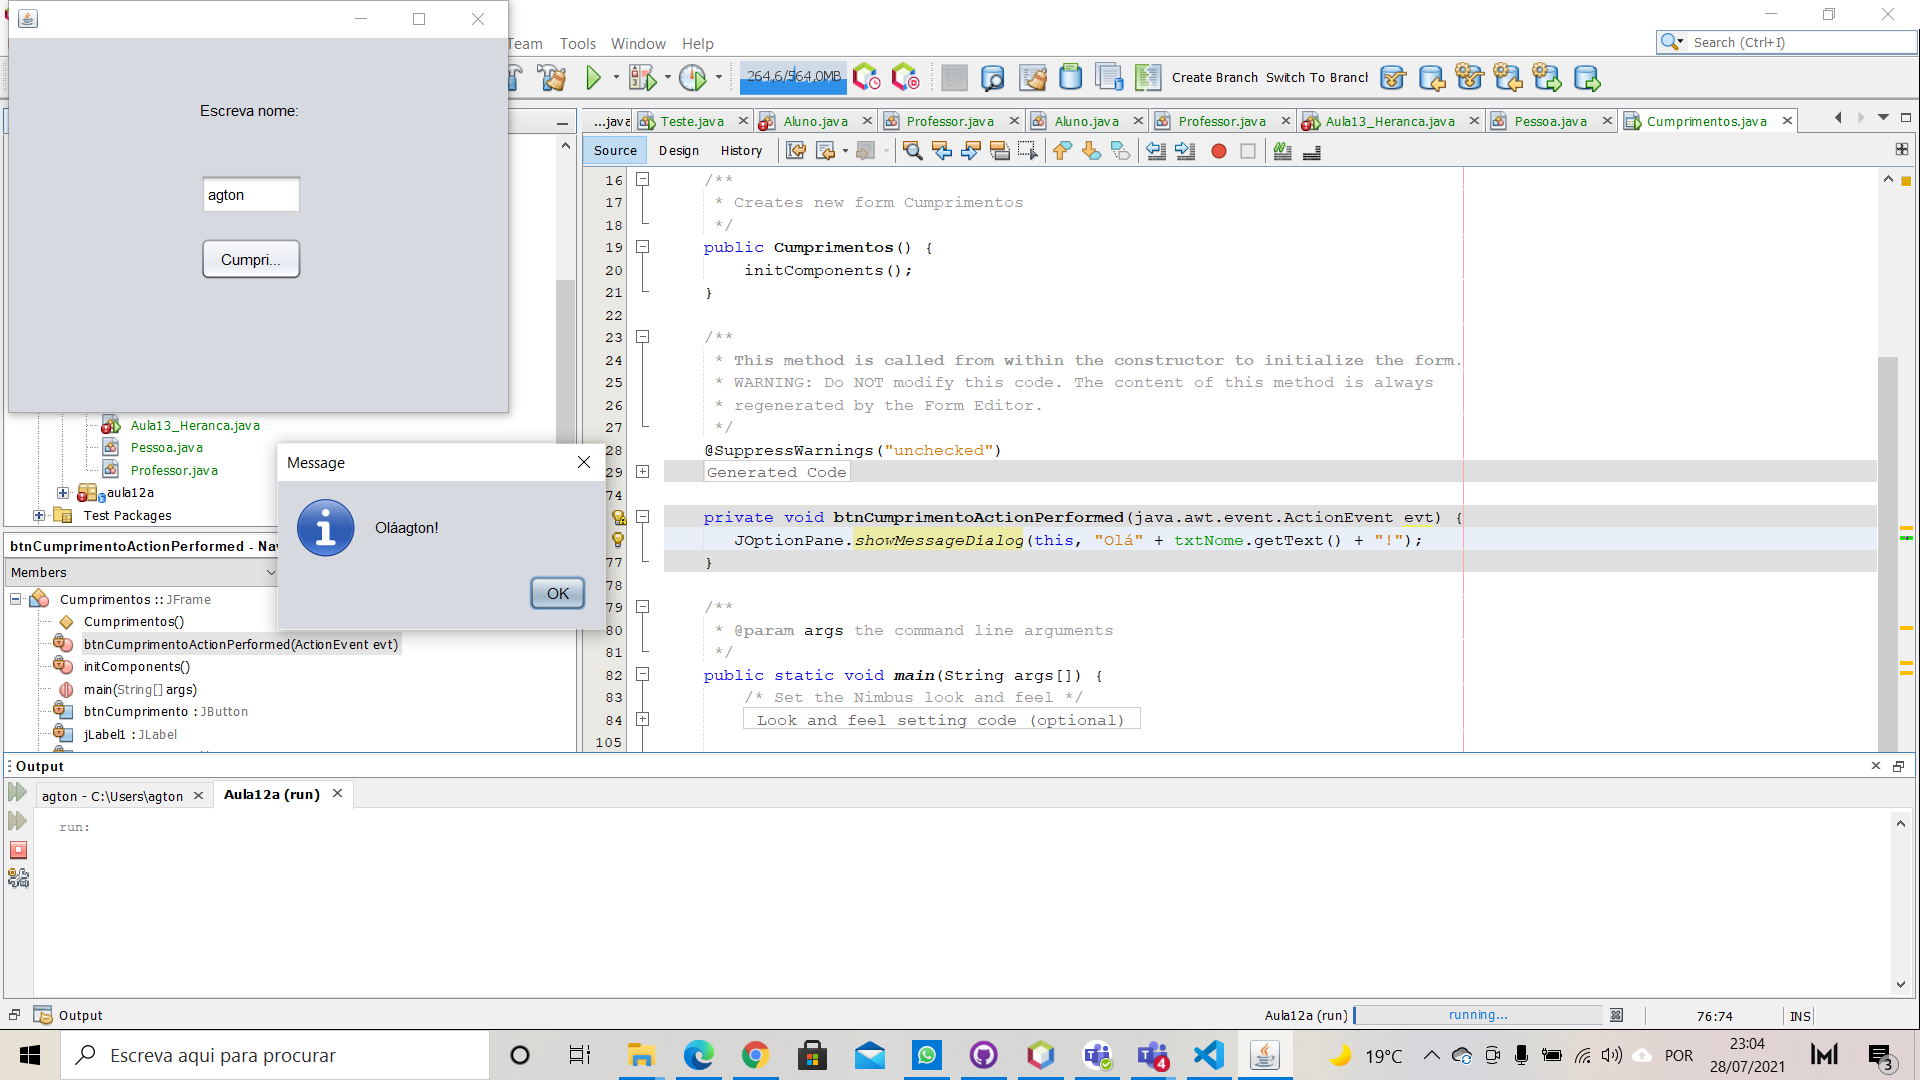 Team Tools Window Help
Search (Ctrl+I)
264,6/564,0MB
Create Branch Switch To Branch
Escreva nome:
agton
Cumpri...
...java Teste.java Aluno.java Professor.java Aluno.java Professor.java Aula13_Heranca.java Pessoa.java Cumprimentos.java
Source Design History
16 /**
17 * Creates new form Cumprimentos
18 */
19 public Cumprimentos() {
20 initComponents();
21 }
22
23 /**
24 * This method is called from within the constructor to initialize the form.
25 * WARNING: Do NOT modify this code. The content of this method is always
26 * regenerated by the Form Editor.
27 */
28 @SuppressWarnings("unchecked")
29 Generated Code
74
private void btnCumprimentoActionPerformed(java.awt.event.ActionEvent evt) {
JOptionPane.showMessageDialog(this, "Olá" + txtNome.getText() + "!");
77 }
78
79 /**
80 * @param args the command line arguments
81 */
82 public static void main(String args[]) {
83 /* Set the Nimbus look and feel */
84 Look and feel setting code (optional)
105
Aula13_Heranca.java
Pessoa.java
Professor.java
aula12a
Test Packages
Message
Oláagton!
OK
btnCumprimentoActionPerformed - Nav
Members
Cumprimentos :: JFrame
Cumprimentos()
btnCumprimentoActionPerformed(ActionEvent evt)
initComponents()
main(String[] args)
btnCumprimento : JButton
jLabel1 : JLabel
Output
agton - C:\Users\agton Aula12a (run)
run:
Output
Aula12a (run) running... 76:74 INS
Escreva aqui para procurar
4
19°C
POR
23:04
28/07/2021
3